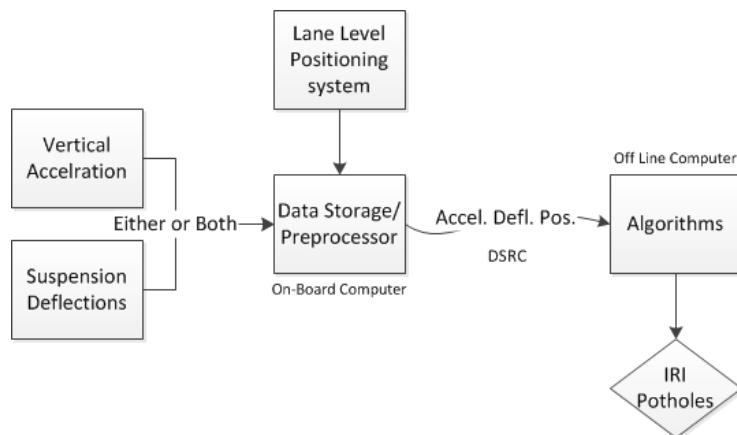 Lane Level
Positioning
system
Vertical
Accelration
Off Line Computer
Either or Both
Data Storage/
Preprocessor
Accel. Defl. Pos.
Algorithms
DSRC
Suspension
Deflections
On-Board Computer
IRI
Potholes